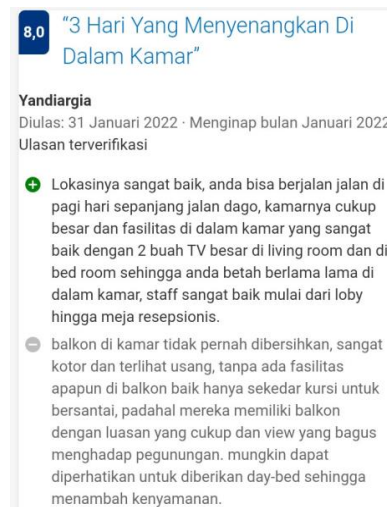 8,0
“3 Hari Yang Menyenangkan Di
Dalam Kamar”
Yandiargia
Diulas: 31 Januari 2022 · Menginap bulan Januari 2022
Ulasan terverifikasi
Lokasinya sangat baik, anda bisa berjalan jalan di
pagi hari sepanjang jalan dago, kamarnya cukup
besar dan fasilitas di dalam kamar yang sangat
baik dengan 2 buah TV besar di living room dan di
bed room sehingga anda betah berlama lama di
dalam kamar, staff sangat baik mulai dari loby
hingga meja resepsionis.
balkon di kamar tidak pernah dibersihkan, sangat
kotor dan terlihat usang, tanpa ada fasilitas
apapun di balkon baik hanya sekedar kursi untuk
bersantai, padahal mereka memiliki balkon
dengan luasan yang cukup dan view yang bagus
menghadap pegunungan. mungkin dapat
diperhatikan untuk diberikan day-bed sehingga
menambah kenyamanan.